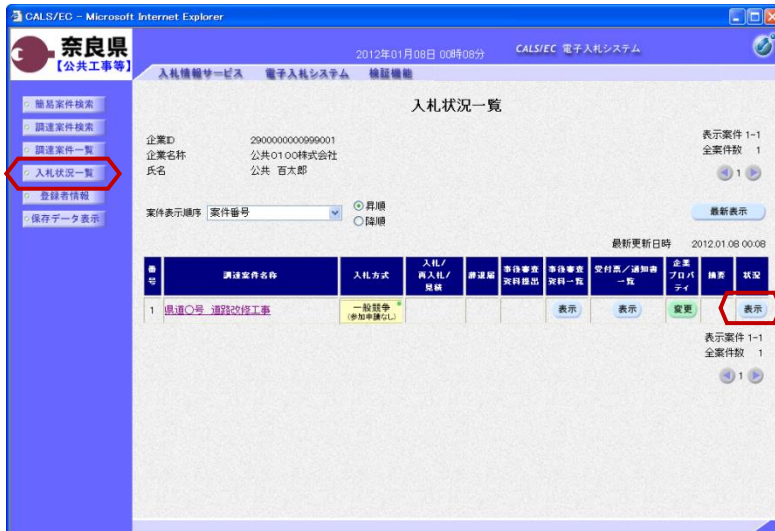 CALS/EC - Microsoft Internet Explorer
奈良県
【公共工事等】
2012年01月08日 00時08分
CALS/EC 電子入札システム
入札情報サービス 電子入札システム 検証機能
簡易案件検索
調達案件検索
調達案件一覧
入札状況一覧
登録者情報
保存データ表示
入札状況一覧
企業ID 2900000000999001
企業名称 公共0100株式会社
氏名 公共 百太郎
表示案件 1-1
全案件数 1
1
案件表示順序 案件番号
昇順
降順
最新表示
最新更新日時 2012.01.08 00:08
番号 調達案件名称 入札方式 入札/再入札/見積 辞退届 事後審査資料提出 事後審査資料一覧 受付票/通知書一覧 企業プロパティ 摘要 状況
1 県道〇号 道路改修工事 一般競争(参加申請なし) 表示 表示 変更 表示
表示案件 1-1
全案件数 1
1